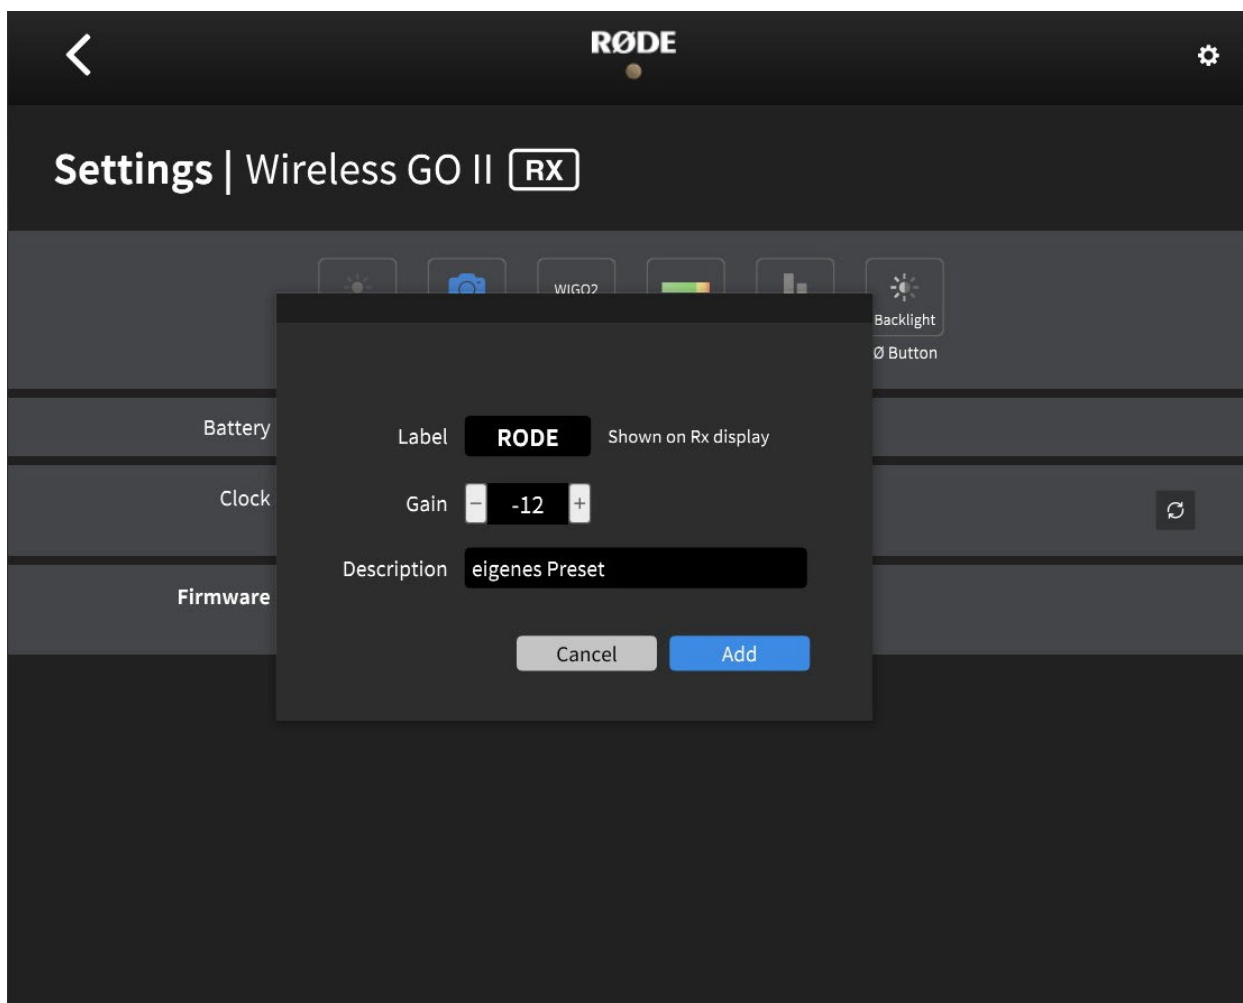 RØDE
Settings | Wireless GO II RX
WIGO2
Backlight
Ø Button
Battery
Label RODE Shown on Rx display
Clock
Gain - -12 +
Description eigenes Preset
Firmware
Cancel Add